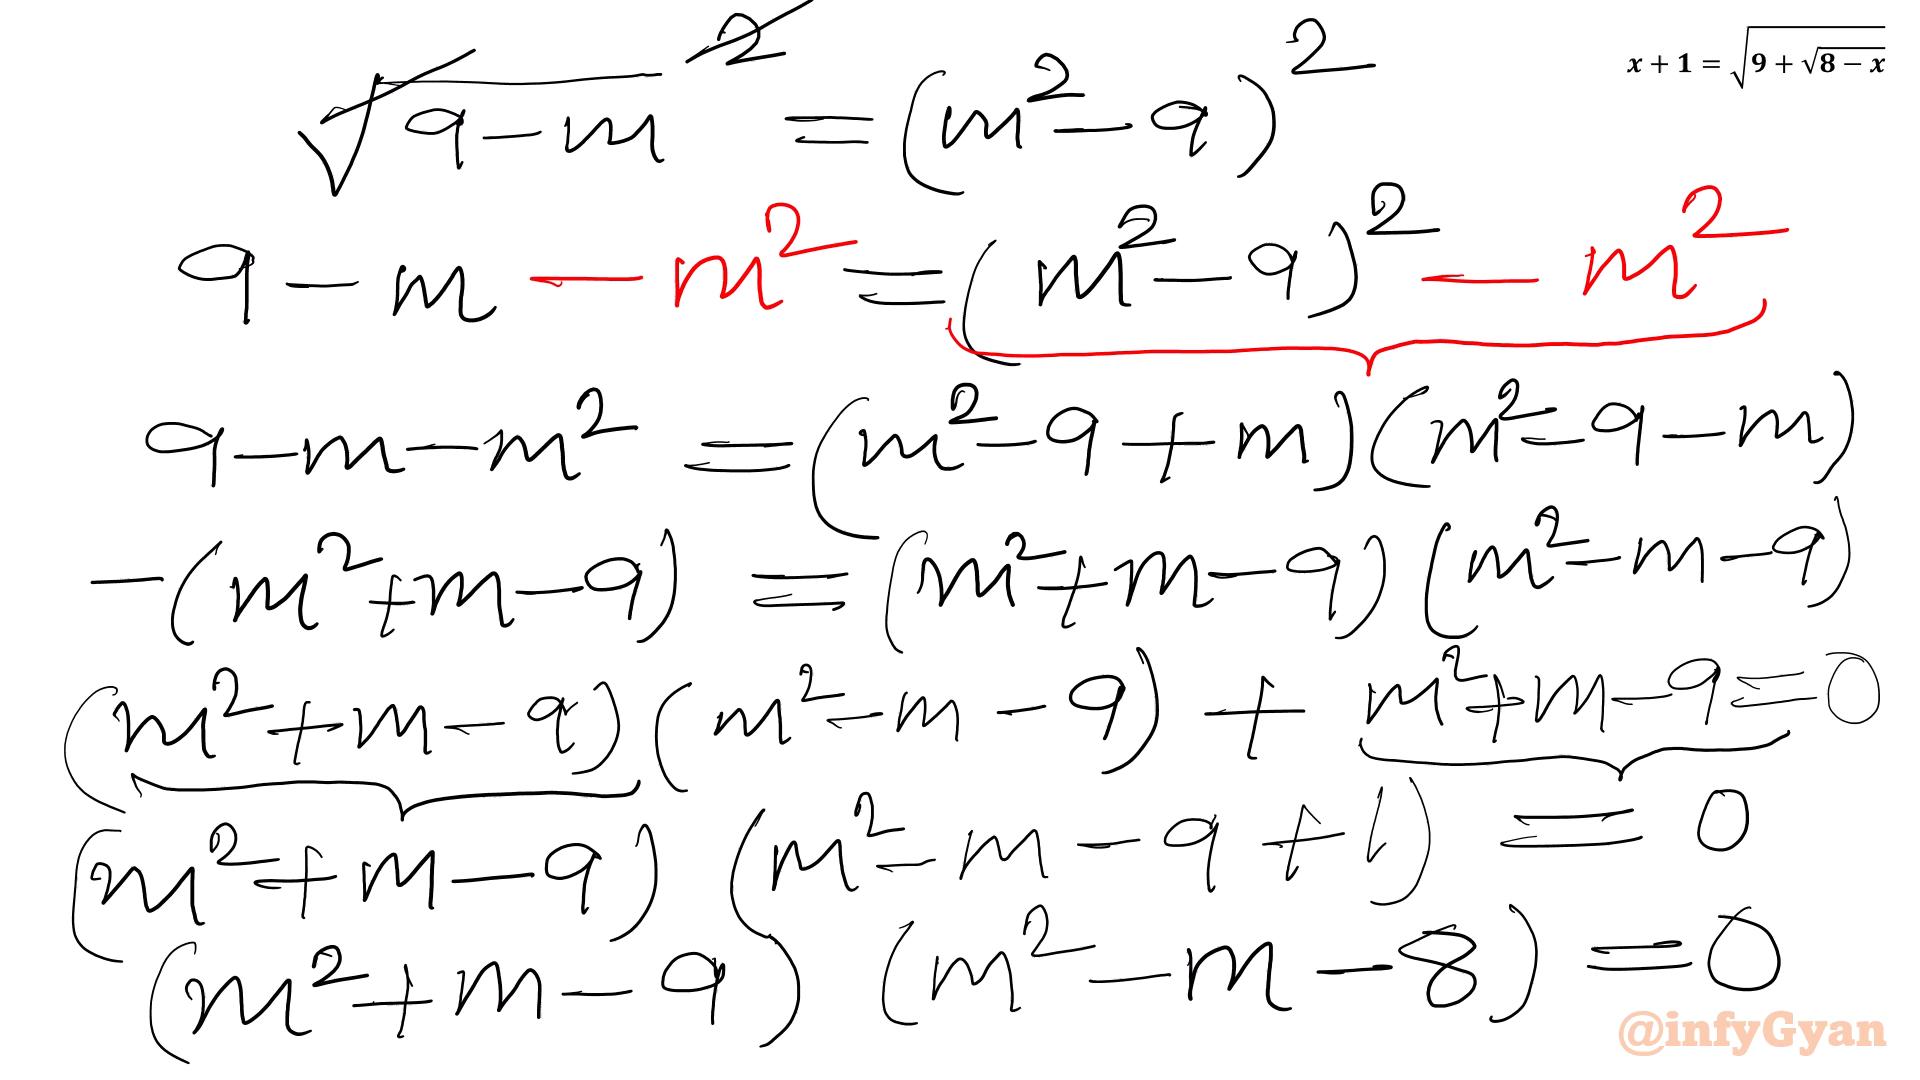 x + 1 = √(9 + √(8 − x))
√(9 − m)² = (m² − 9)²
9 − m − m² = (m² − 9)² − m²
9 − m − m² = (m² − 9 + m)(m² − 9 − m)
−(m² + m − 9) = (m² + m − 9)(m² − m − 9)
(m² + m − 9)(m² − m − 9) + m² + m − 9 = 0
(m² + m − 9)(m² − m − 9 + 1) = 0
(m² + m − 9)(m² − m − 8) = 0
@infyGyan